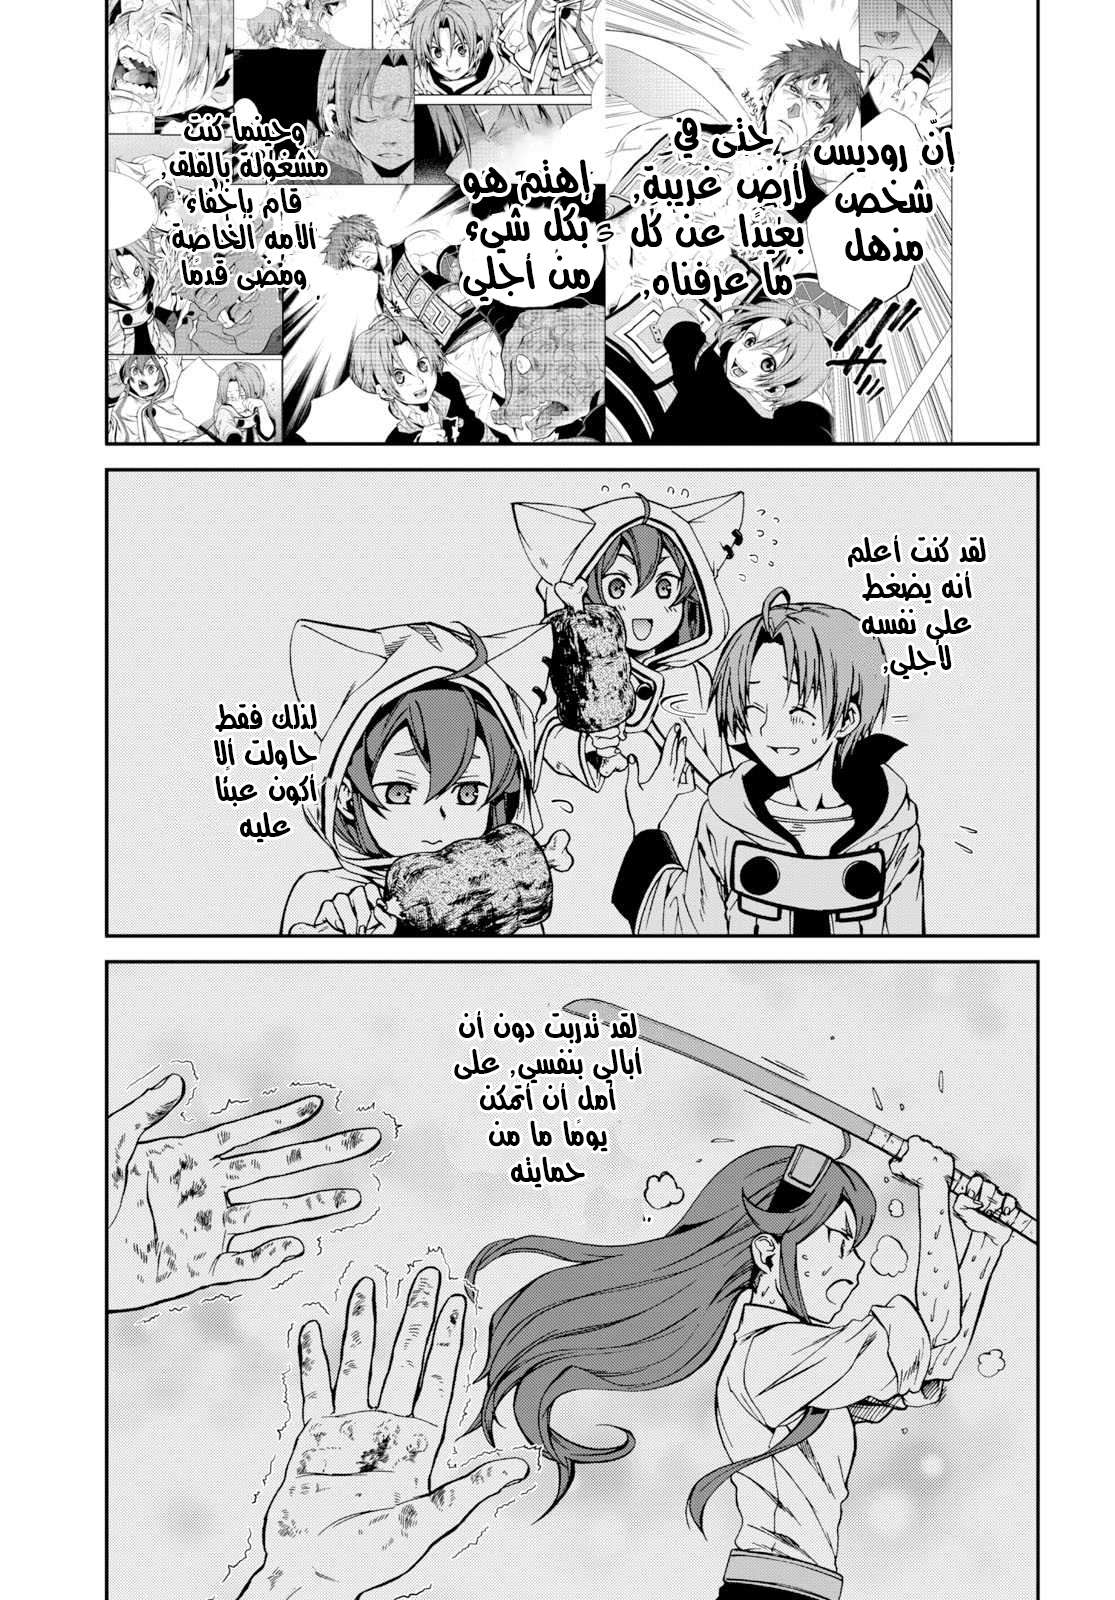 إنّ روديس
شخص
مذهل
حتى في
أرض غريبة,
بعيدًا عن كل
ما عرفناه,
إهتم هو
بكل شيء
من أجلي
وحينما كنت
مشغولة بالقلق,
قام بإخفاء
آلامه الخاصة
ومضى قدمًا
لقد كنت أعلم
أنه يضغط
على نفسه
لأجلي,
لذلك فقط
حاولت ألا
أكون عبئًا
عليه
لقد تدربت دون أن
أبالي بنفسي, على
أمل أن أتمكن
يومًا ما من
حمايته